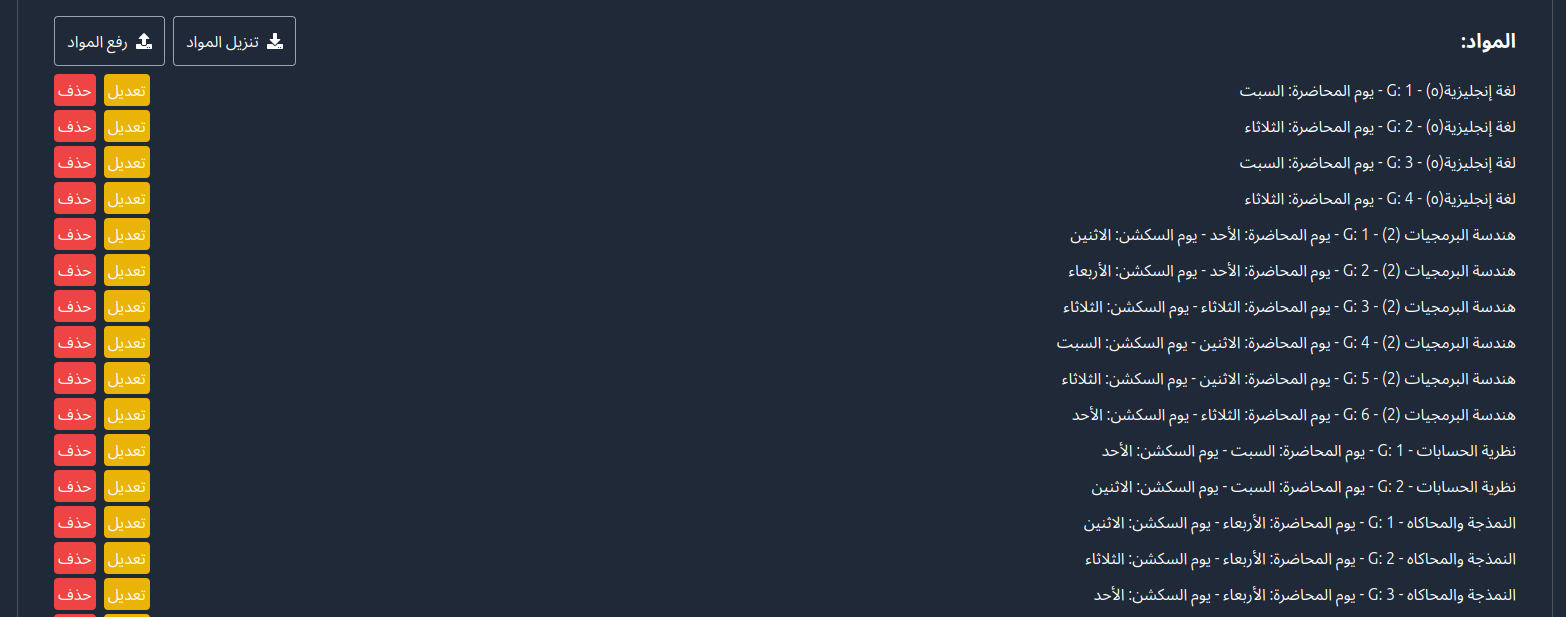 المواد:
تنزيل المواد
رفع المواد
لغة إنجليزية(٥) - G: 1 - يوم المحاضرة: السبت تعديل حذف
لغة إنجليزية(٥) - G: 2 - يوم المحاضرة: الثلاثاء تعديل حذف
لغة إنجليزية(٥) - G: 3 - يوم المحاضرة: السبت تعديل حذف
لغة إنجليزية(٥) - G: 4 - يوم المحاضرة: الثلاثاء تعديل حذف
هندسة البرمجيات (2) - G: 1 - يوم المحاضرة: الأحد - يوم السكشن: الاثنين تعديل حذف
هندسة البرمجيات (2) - G: 2 - يوم المحاضرة: الأحد - يوم السكشن: الأربعاء تعديل حذف
هندسة البرمجيات (2) - G: 3 - يوم المحاضرة: الثلاثاء - يوم السكشن: الثلاثاء تعديل حذف
هندسة البرمجيات (2) - G: 4 - يوم المحاضرة: الاثنين - يوم السكشن: السبت تعديل حذف
هندسة البرمجيات (2) - G: 5 - يوم المحاضرة: الاثنين - يوم السكشن: الثلاثاء تعديل حذف
هندسة البرمجيات (2) - G: 6 - يوم المحاضرة: الثلاثاء - يوم السكشن: الأحد تعديل حذف
نظرية الحسابات - G: 1 - يوم المحاضرة: السبت - يوم السكشن: الأحد تعديل حذف
نظرية الحسابات - G: 2 - يوم المحاضرة: السبت - يوم السكشن: الاثنين تعديل حذف
النمذجة والمحاكاه - G: 1 - يوم المحاضرة: الأربعاء - يوم السكشن: الاثنين تعديل حذف
النمذجة والمحاكاه - G: 2 - يوم المحاضرة: الأربعاء - يوم السكشن: الثلاثاء تعديل حذف
النمذجة والمحاكاه - G: 3 - يوم المحاضرة: الأربعاء - يوم السكشن: الأحد تعديل حذف